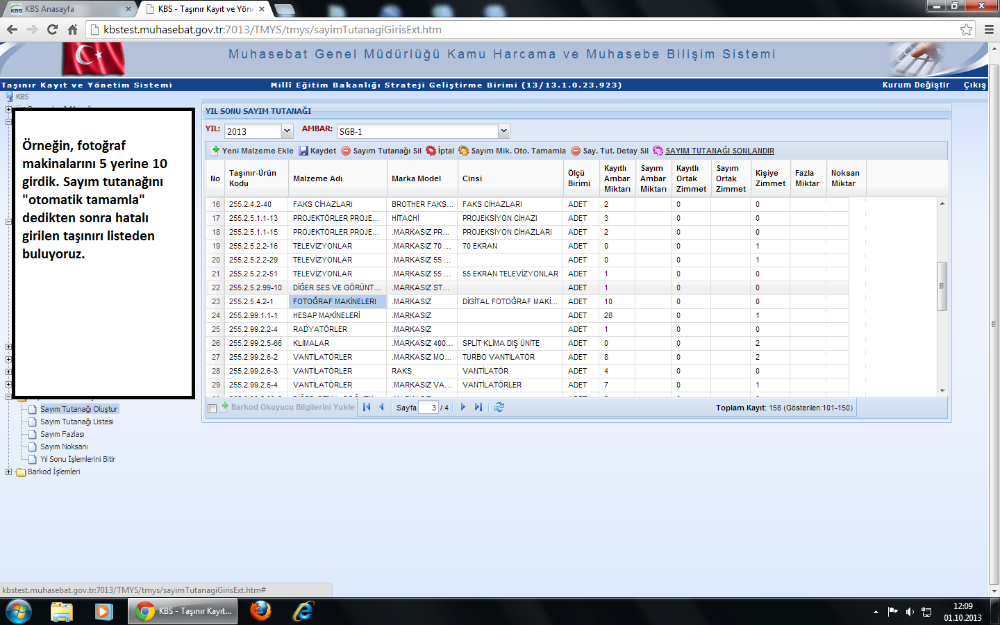 KBS Anasayfa
KBS - Taşınır Kayıt ve Yön
kbstest.muhasebat.gov.tr:7013/TMYS/tmys/sayimTutanagiGirisExt.htm
Muhasebat Genel Müdürlüğü Kamu Harcama ve Muhasebe Bilişim Sistemi
Taşınır Kayıt ve Yönetim Sistemi
Millî Eğitim Bakanlığı Strateji Geliştirme Birimi (13/13.1.0.23.923)
Kurum Değiştir Çıkış
KBS
Örneğin, fotoğraf
makinalarını 5 yerine 10
girdik. Sayım tutanağını
"otomatik tamamla"
dedikten sonra hatalı
girilen taşınırı listeden
buluyoruz.
Sayım Tutanağı Oluştur
Sayim Tutanağı Listesi
Sayım Fazlası
Sayım Noksanı
Yıl Sonu İşlemlerini Bitir
Barkod İşlemleri
YIL SONU SAYIM TUTANAĞI
YIL: 2013 AMBAR: SGB-1
Yeni Malzeme Ekle Kaydet Sayım Tutanağı Sil İptal Sayım Mik. Oto. Tamamla Say. Tut. Detay Sil SAYIM TUTANAĞI SONLANDIR
No Taşınır-Ürün Kodu Malzeme Adı Marka Model Cinsi Ölçü Birimi Kayıtlı Ambar Miktarı Sayım Ambar Miktarı Kayıtlı Ortak Zimmet Sayım Ortak Zimmet Kişiye Zimmet Fazla Miktar Noksan Miktar
16 255.2.4.2-40 FAKS CİHAZLARI BROTHER FAKS... FAKS CİHAZLARI ADET 2 0 0
17 255.2.5.1.1-13 PROJEKTÖRLER PROJE... HİTACHİ PROJEKSİYON CİHAZI ADET 3 0 0
18 255.2.5.1.1-15 PROJEKTÖRLER PROJE... .MARKASIZ PR... PROJEKSİYON CİHAZLARI ADET 2 0 0
19 255.2.5.2.2-16 TELEVİZYONLAR .MARKASIZ 70 ... 70 EKRAN ADET 0 0 1
20 255.2.5.2.2-29 TELEVİZYONLAR .MARKASIZ 55 ... ADET 0 0 1
21 255.2.5.2.2-51 TELEVİZYONLAR .MARKASIZ 55 ... 55 EKRAN TELEVİZYONLAR ADET 1 0 0
22 255.2.5.2.99-10 DİĞER SES VE GÖRÜNT... .MARKASIZ ST... ADET 1 0 0
23 255.2.5.4.2-1 FOTOĞRAF MAKİNELERI .MARKASIZ DİGİTAL FOTOĞRAF MAKİ... ADET 10 0 0
24 255.2.99.1.1-1 HESAP MAKİNELERİ .MARKASIZ ADET 28 0 1
25 255.2.99.2.2-4 RADYATÖRLER .MARKASIZ ADET 1 0 0
26 255.2.99.2.5-66 KLİMALAR .MARKASIZ 400... SPLİT KLİMA DIŞ ÜNİTE ADET 0 0 2
27 255.2.99.2.6-2 VANTİLATÖRLER .MARKASIZ MO... TURBO VANTİLATÖR ADET 8 0 2
28 255.2.99.2.6-3 VANTİLATÖRLER RAKS VANTİLATÖR ADET 4 0 0
29 255.2.99.2.6-4 VANTİLATÖRLER .MARKASIZ VA... VANTİLATÖRLER ADET 7 0 1
Barkod Okuyucu Bilgilerini Yukle Sayfa 3 / 4 Toplam Kayıt: 158 (Gösterilen:101-150)
kbstest.muhasebat.gov.tr:7013/TMYS/tmys/sayimTutanagiGirisExt.htm#
KBS - Taşınır Kayıt...
12:09
01.10.2013